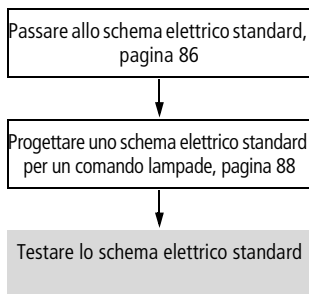 Passare allo schema elettrico standard,
pagina 86
Progettare uno schema elettrico standard
per un comando lampade, pagina 88
Testare lo schema elettrico standard